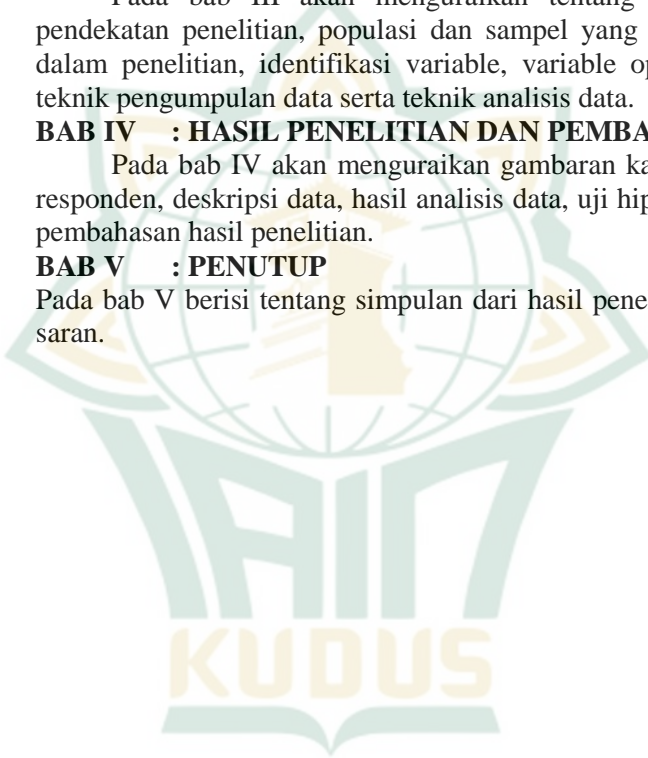 Pada bab III akan menguraikan tentang
pendekatan penelitian, populasi dan sampel yang
dalam penelitian, identifikasi variable, variable op
teknik pengumpulan data serta teknik analisis data.
BAB IV : HASIL PENELITIAN DAN PEMBA
Pada bab IV akan menguraikan gambaran ka
responden, deskripsi data, hasil analisis data, uji hip
pembahasan hasil penelitian.
BAB V : PENUTUP
Pada bab V berisi tentang simpulan dari hasil pene
saran.
IAIN
KUDUS